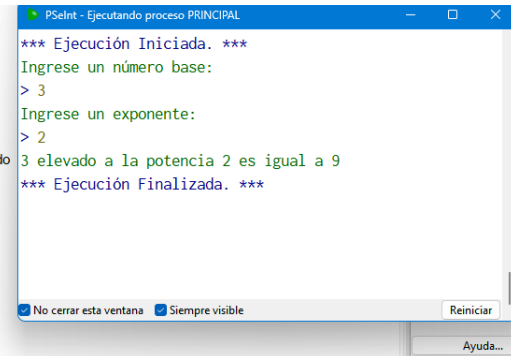 PSeInt - Ejecutando proceso PRINCIPAL
*** Ejecución Iniciada. ***
Ingrese un número base:
> 3
Ingrese un exponente:
> 2
3 elevado a la potencia 2 es igual a 9
*** Ejecución Finalizada. ***
No cerrar esta ventana Siempre visible Reiniciar
Ayuda...